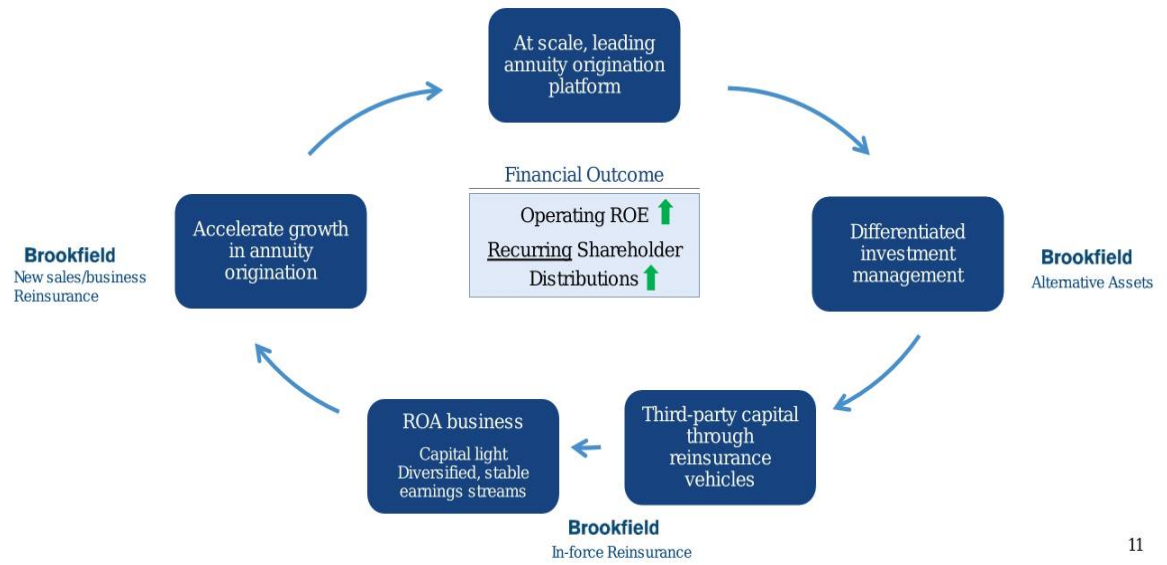 At scale, leading
annuity origination
platform
Financial Outcome
Operating ROE
Recurring Shareholder
Distributions
Accelerate growth
in annuity
origination
Brookfield
New sales/business
Reinsurance
Differentiated
investment
management
Brookfield
Alternative Assets
ROA business
Capital light
Diversified, stable
earnings streams
Third-party capital
through
reinsurance
vehicles
Brookfield
In-force Reinsurance
11